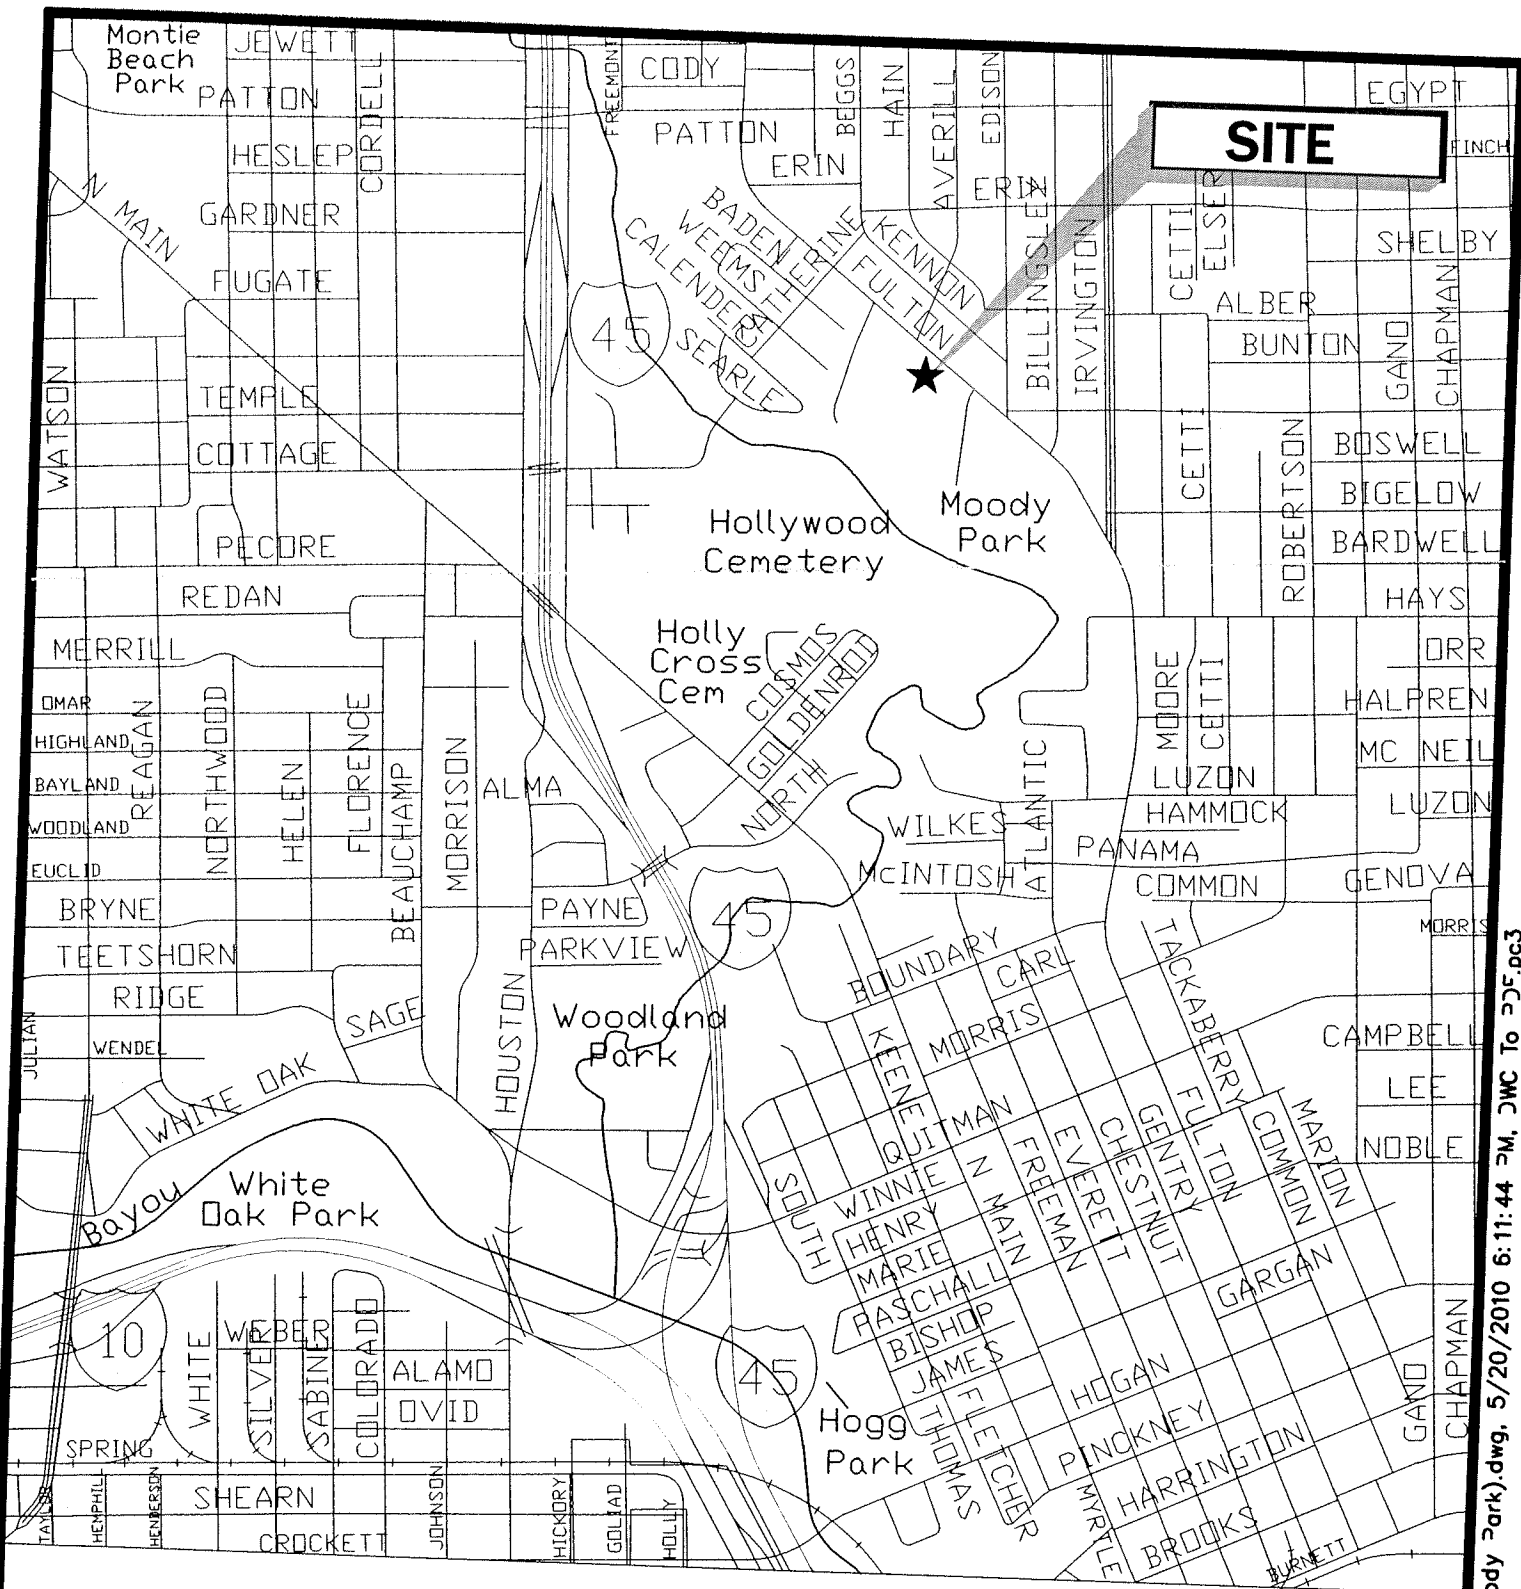 Montie
Beach
Park
JEWETT
PATTON
HESLEP
CORDELL
GARDNER
FUGATE
N MAIN
WATSON
TEMPLE
COTTAGE
PECORE
REDAN
MERRILL
OMAR
HIGHLAND
BAYLAND
WOODLAND
EUCLID
BRYNE
TEETSHORN
RIDGE
REAGAN
NORTHWOOD
HELEN
FLORENCE
BEAUCHAMP
MORRISON
ALMA
PAYNE
PARKVIEW
HOUSTON
SAGE
JULIAN
WENDEL
WHITE OAK
FREEMONT
CODY
PATTON
ERIN
BEGGS
HAIN
AVERILL
EDISON
ERIN
BADEN
WEEMS
CALENDER
CATHERINE
SEARLE
KENNON
FULTON
BILLINGSLEY
IRVINGTON
SITE
EGYPT
FINCH
CETTI
ELSER
SHELBY
ALBER
BUNTON
GANO
CHAPMAN
CETTI
ROBERTSON
BOSWELL
BIGELOW
BARDWELL
HAYS
ORR
HALPREN
MC NEIL
LUZON
45
Hollywood
Cemetery
Moody
Park
Holly
Cross
Cem
COSMOS
GOLDENROD
NORTH
MOORE
CETTI
LUZON
HAMMOCK
ATLANTIC
WILKES
PANAMA
McINTOSH
COMMON
GENOVA
MORRIS
45
BOUNDARY
CARL
MORRIS
TACKABERRY
CAMPBELL
LEE
NOBLE
Woodland
Park
KEENE
QUITMAN
WINNIE
SOUTH
HENRY
MARIE
PASCHALL
BISHOP
JAMES
THOMAS
FLETCHER
N MAIN
FREEMAN
EVERETT
CHESTNUT
GENTRY
FULTON
COMMON
MARION
GARGAN
HOGAN
PINCKNEY
HARRINGTON
MYRTLE
BROOKS
BURNETT
GANO
CHAPMAN
Bayou
White
Oak Park
10
WHITE
WEBER
SILVER
SABINE
COLORADO
ALAMO
OVID
45
Hogg
Park
SPRING
SHEARN
CROCKETT
TAYLOR
HEMPHILL
HENDERSON
JOHNSON
HICKORY
GOLIAD
HOLLY
ody Park).dwg, 5/20/2010 6:11:44 PM, DWG To PDF.pc3